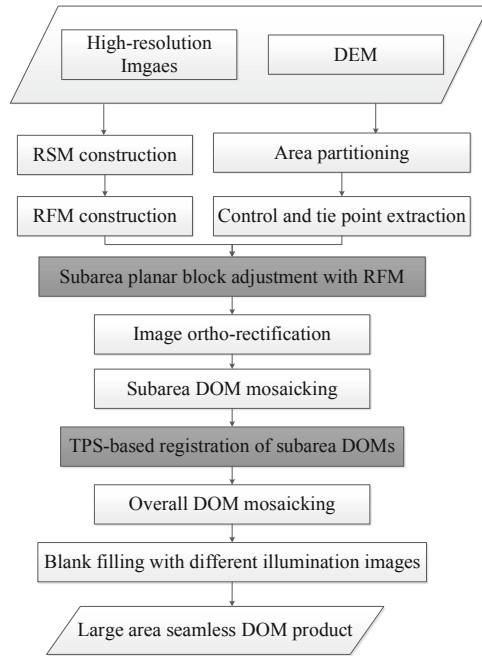 High-resolution
Imgaes
DEM
RSM construction
Area partitioning
RFM construction
Control and tie point extraction
Subarea planar block adjustment with RFM
Image ortho-rectification
Subarea DOM mosaicking
TPS-based registration of subarea DOMs
Overall DOM mosaicking
Blank filling with different illumination images
Large area seamless DOM product